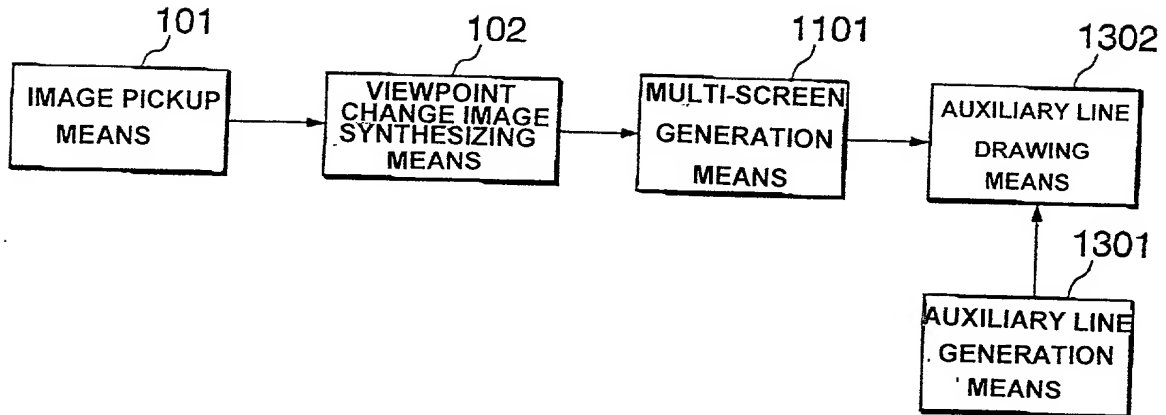 101
IMAGE PICKUP
MEANS
102
VIEWPOINT
CHANGE IMAGE
SYNTHESIZING
MEANS
1101
MULTI-SCREEN
GENERATION
MEANS
1302
AUXILIARY LINE
DRAWING
MEANS
1301
AUXILIARY LINE
GENERATION
MEANS